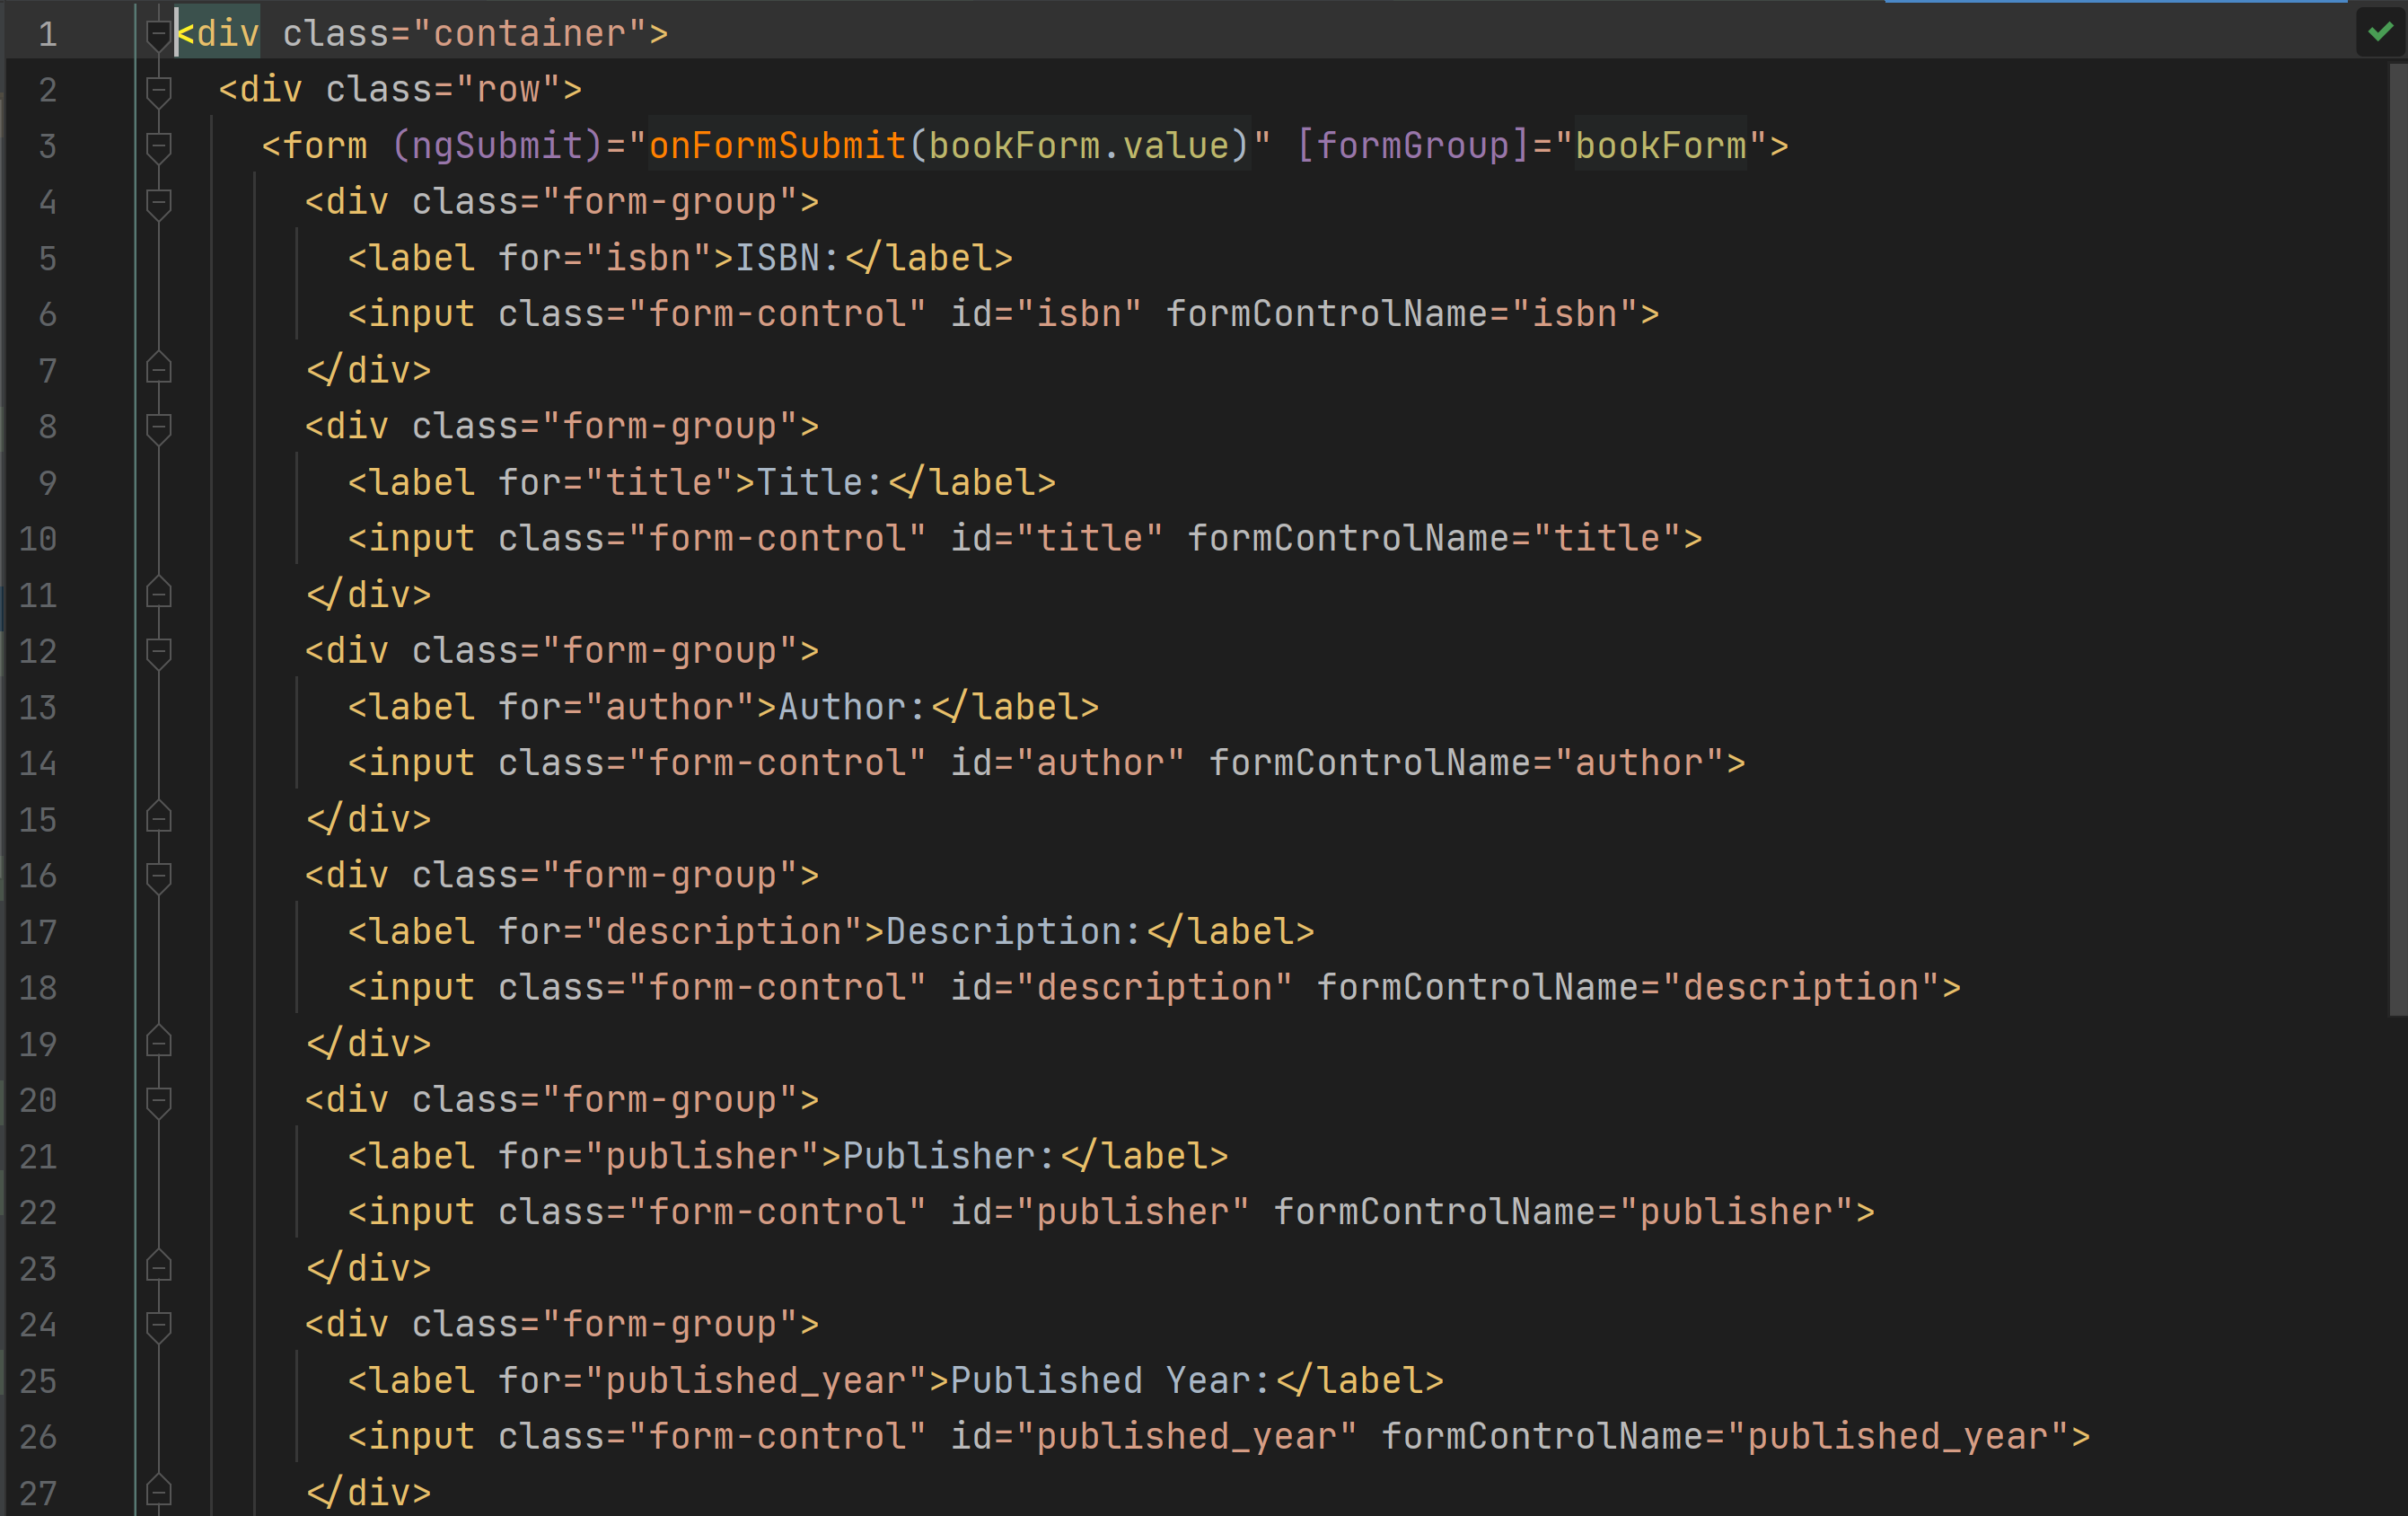 1 <div class="container">
2 <div class="row">
3 <form (ngSubmit)="onFormSubmit(bookForm.value)" [formGroup]="bookForm">
4 <div class="form-group">
5 <label for="isbn">ISBN:</label>
6 <input class="form-control" id="isbn" formControlName="isbn">
7 </div>
8 <div class="form-group">
9 <label for="title">Title:</label>
10 <input class="form-control" id="title" formControlName="title">
11 </div>
12 <div class="form-group">
13 <label for="author">Author:</label>
14 <input class="form-control" id="author" formControlName="author">
15 </div>
16 <div class="form-group">
17 <label for="description">Description:</label>
18 <input class="form-control" id="description" formControlName="description">
19 </div>
20 <div class="form-group">
21 <label for="publisher">Publisher:</label>
22 <input class="form-control" id="publisher" formControlName="publisher">
23 </div>
24 <div class="form-group">
25 <label for="published_year">Published Year:</label>
26 <input class="form-control" id="published_year" formControlName="published_year">
27 </div>